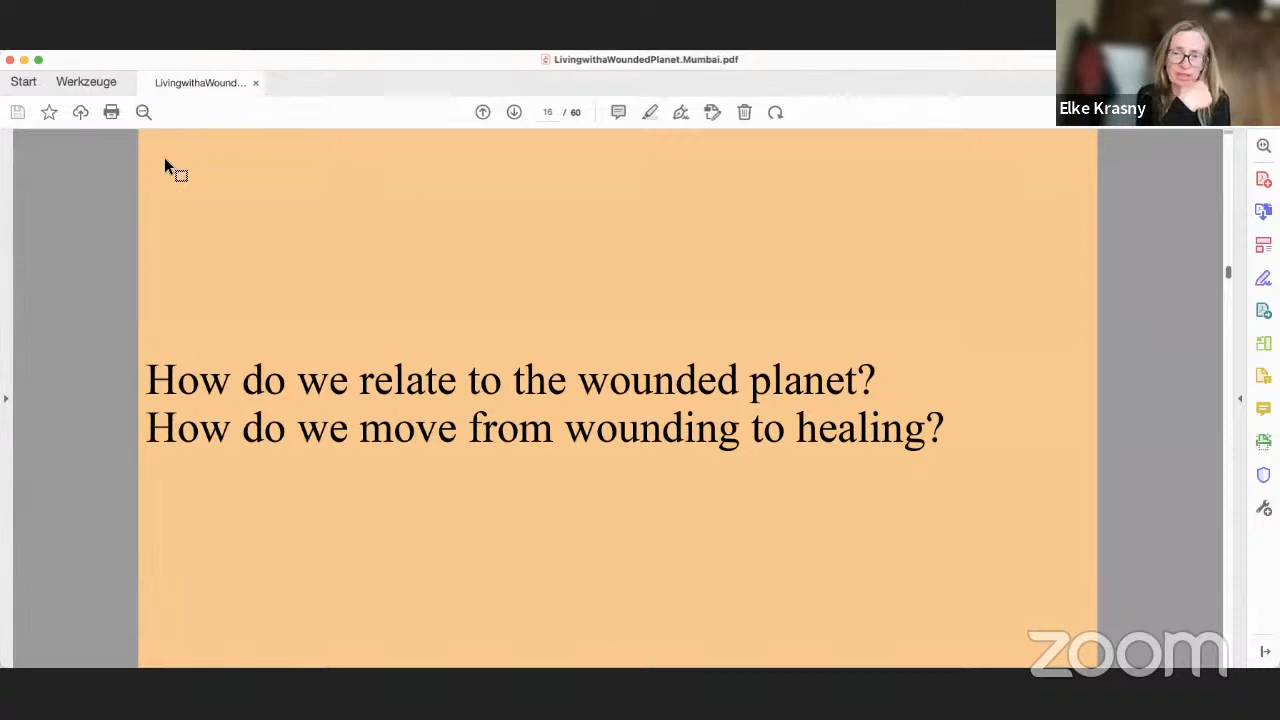 LivingwithaWoundedPlanet.Mumbai.pdf
Start
Werkzeuge
LivingwithaWound...
16 / 60
Elke Krasny
How do we relate to the wounded planet?
How do we move from wounding to healing?
zoom